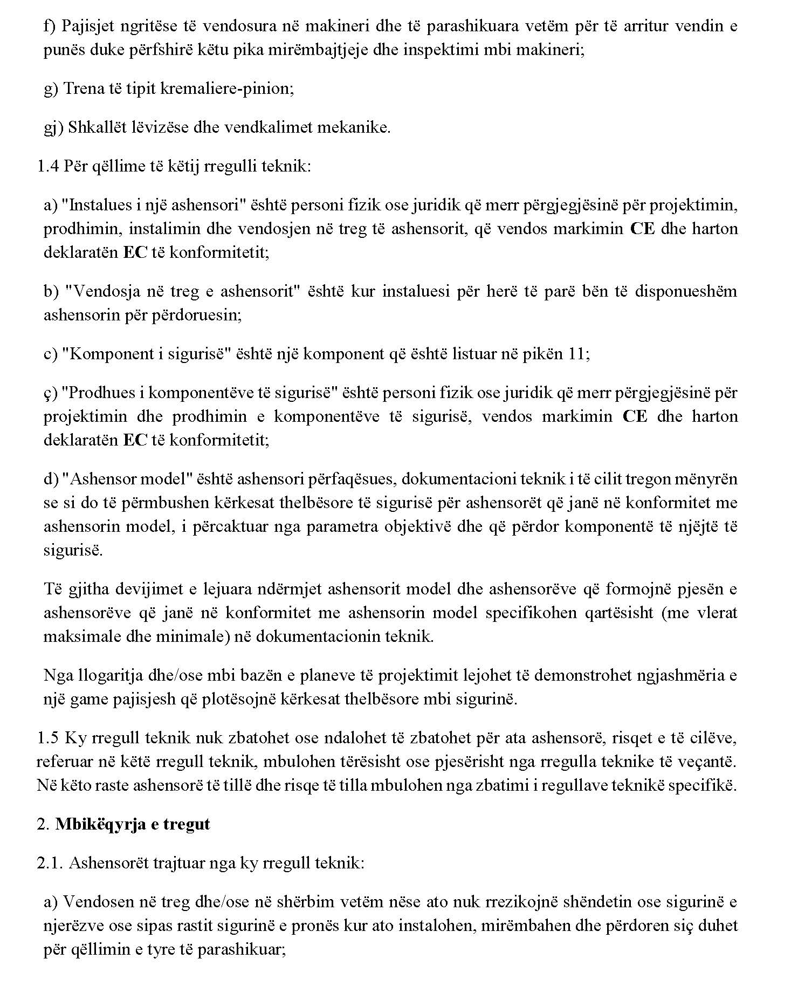 f) Pajisjet ngritëse të vendosura në makineri dhe të parashikuara vetëm për të arritur vendin e
punës duke përfshirë këtu pika mirëmbajtjeje dhe inspektimi mbi makineri;
g) Trena të tipit kremaliere-pinion;
gj) Shkallët lëvizëse dhe vendkalimet mekanike.
1.4 Për qëllime të këtij rregulli teknik:
a) "Instalues i një ashensori" është personi fizik ose juridik që merr përgjegjësinë për projektimin,
prodhimin, instalimin dhe vendosjen në treg të ashensorit, që vendos markimin CE dhe harton
deklaratën EC të konformitetit;
b) "Vendosja në treg e ashensorit" është kur instaluesi për herë të parë bën të disponueshëm
ashensorin për përdoruesin;
c) "Komponent i sigurisë" është një komponent që është listuar në pikën 11;
ç) "Prodhues i komponentëve të sigurisë" është personi fizik ose juridik që merr përgjegjësinë për
projektimin dhe prodhimin e komponentëve të sigurisë, vendos markimin CE dhe harton
deklaratën EC të konformitetit;
d) "Ashensor model" është ashensori përfaqësues, dokumentacioni teknik i të cilit tregon mënyrën
se si do të përmbushen kërkesat thelbësore të sigurisë për ashensorët që janë në konformitet me
ashensorin model, i përcaktuar nga parametra objektivë dhe që përdor komponentë të njëjtë të
sigurisë.
Të gjitha devijimet e lejuara ndërmjet ashensorit model dhe ashensorëve që formojnë pjesën e
ashensorëve që janë në konformitet me ashensorin model specifikohen qartësisht (me vlerat
maksimale dhe minimale) në dokumentacionin teknik.
Nga llogaritja dhe/ose mbi bazën e planeve të projektimit lejohet të demonstrohet ngjashmëria e
një game pajisjesh që plotësojnë kërkesat thelbësore mbi sigurinë.
1.5 Ky rregull teknik nuk zbatohet ose ndalohet të zbatohet për ata ashensorë, risqet e të cilëve,
referuar në këtë rregull teknik, mbulohen tërësisht ose pjesërisht nga rregulla teknike të veçantë.
Në këto raste ashensorë të tillë dhe risqe të tilla mbulohen nga zbatimi i regullave teknikë specifikë.
2. Mbikëqyrja e tregut
2.1. Ashensorët trajtuar nga ky rregull teknik:
a) Vendosen në treg dhe/ose në shërbim vetëm nëse ato nuk rrezikojnë shëndetin ose sigurinë e
njerëzve ose sipas rastit sigurinë e pronës kur ato instalohen, mirëmbahen dhe përdoren siç duhet
për qëllimin e tyre të parashikuar;